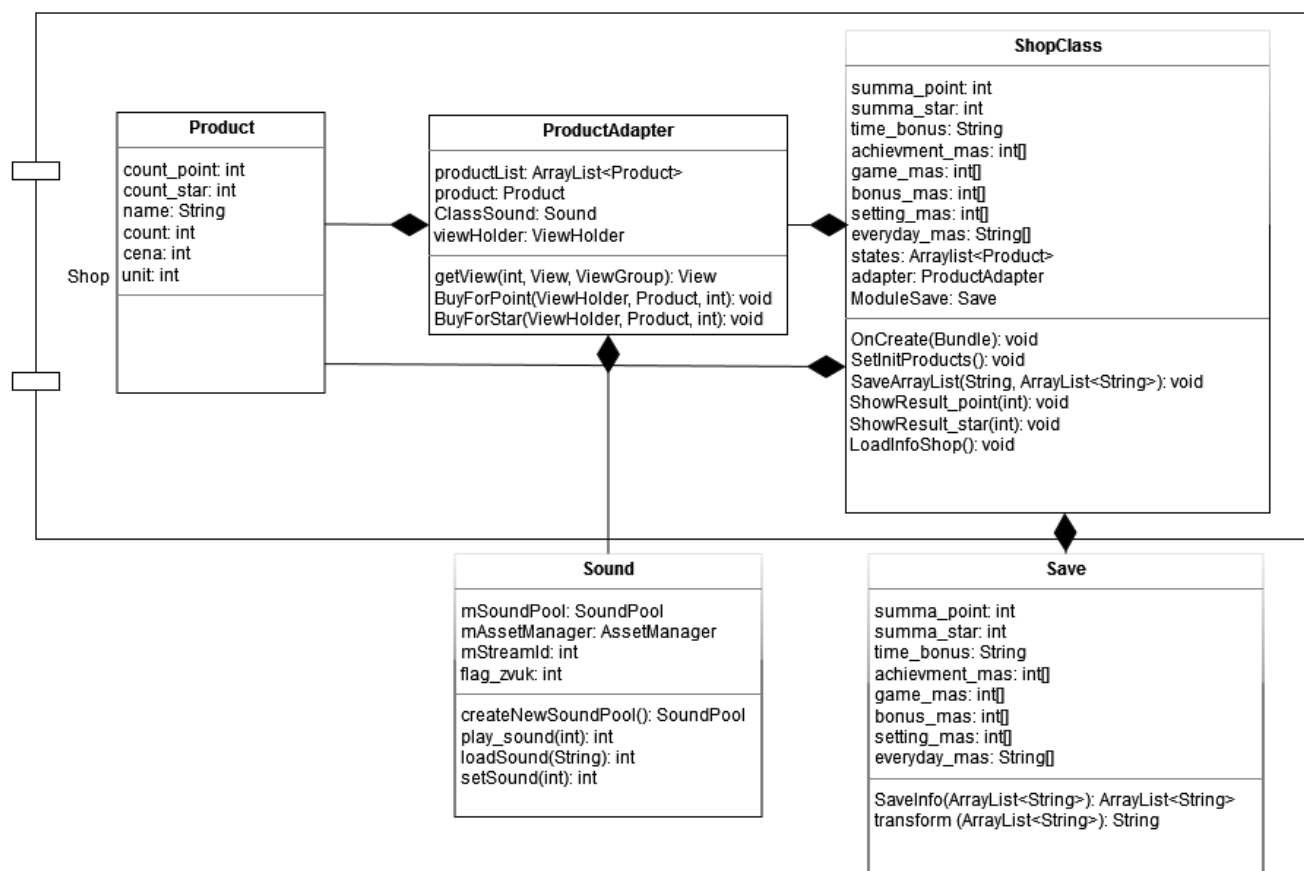 Shop
Product
count_point: int
count_star: int
name: String
count: int
cena: int
unit: int
ProductAdapter
productList: ArrayList<Product>
product: Product
ClassSound: Sound
viewHolder: ViewHolder
getView(int, View, ViewGroup): View
BuyForPoint(ViewHolder, Product, int): void
BuyForStar(ViewHolder, Product, int): void
ShopClass
summa_point: int
summa_star: int
time_bonus: String
achievment_mas: int[]
game_mas: int[]
bonus_mas: int[]
setting_mas: int[]
everyday_mas: String[]
states: Arraylist<Product>
adapter: ProductAdapter
ModuleSave: Save
OnCreate(Bundle): void
SetInitProducts(): void
SaveArrayList(String, ArrayList<String>): void
ShowResult_point(int): void
ShowResult_star(int): void
LoadInfoShop(): void
Sound
mSoundPool: SoundPool
mAssetManager: AssetManager
mStreamId: int
flag_zvuk: int
createNewSoundPool(): SoundPool
play_sound(int): int
loadSound(String): int
setSound(int): int
Save
summa_point: int
summa_star: int
time_bonus: String
achievment_mas: int[]
game_mas: int[]
bonus_mas: int[]
setting_mas: int[]
everyday_mas: String[]
SaveInfo(ArrayList<String>): ArrayList<String>
transform (ArrayList<String>): String